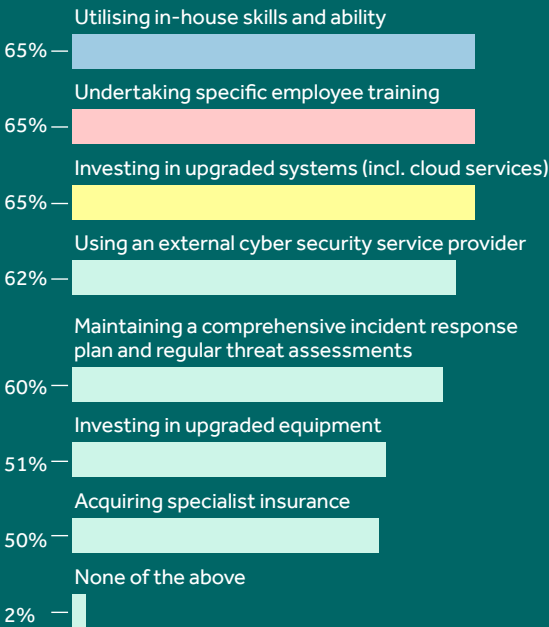 Utilising in-house skills and ability
65%
Undertaking specific employee training
65%
Investing in upgraded systems (incl. cloud services)
65%
Using an external cyber security service provider
62%
Maintaining a comprehensive incident response
plan and regular threat assessments
60%
Investing in upgraded equipment
51%
Acquiring specialist insurance
50%
None of the above
2%